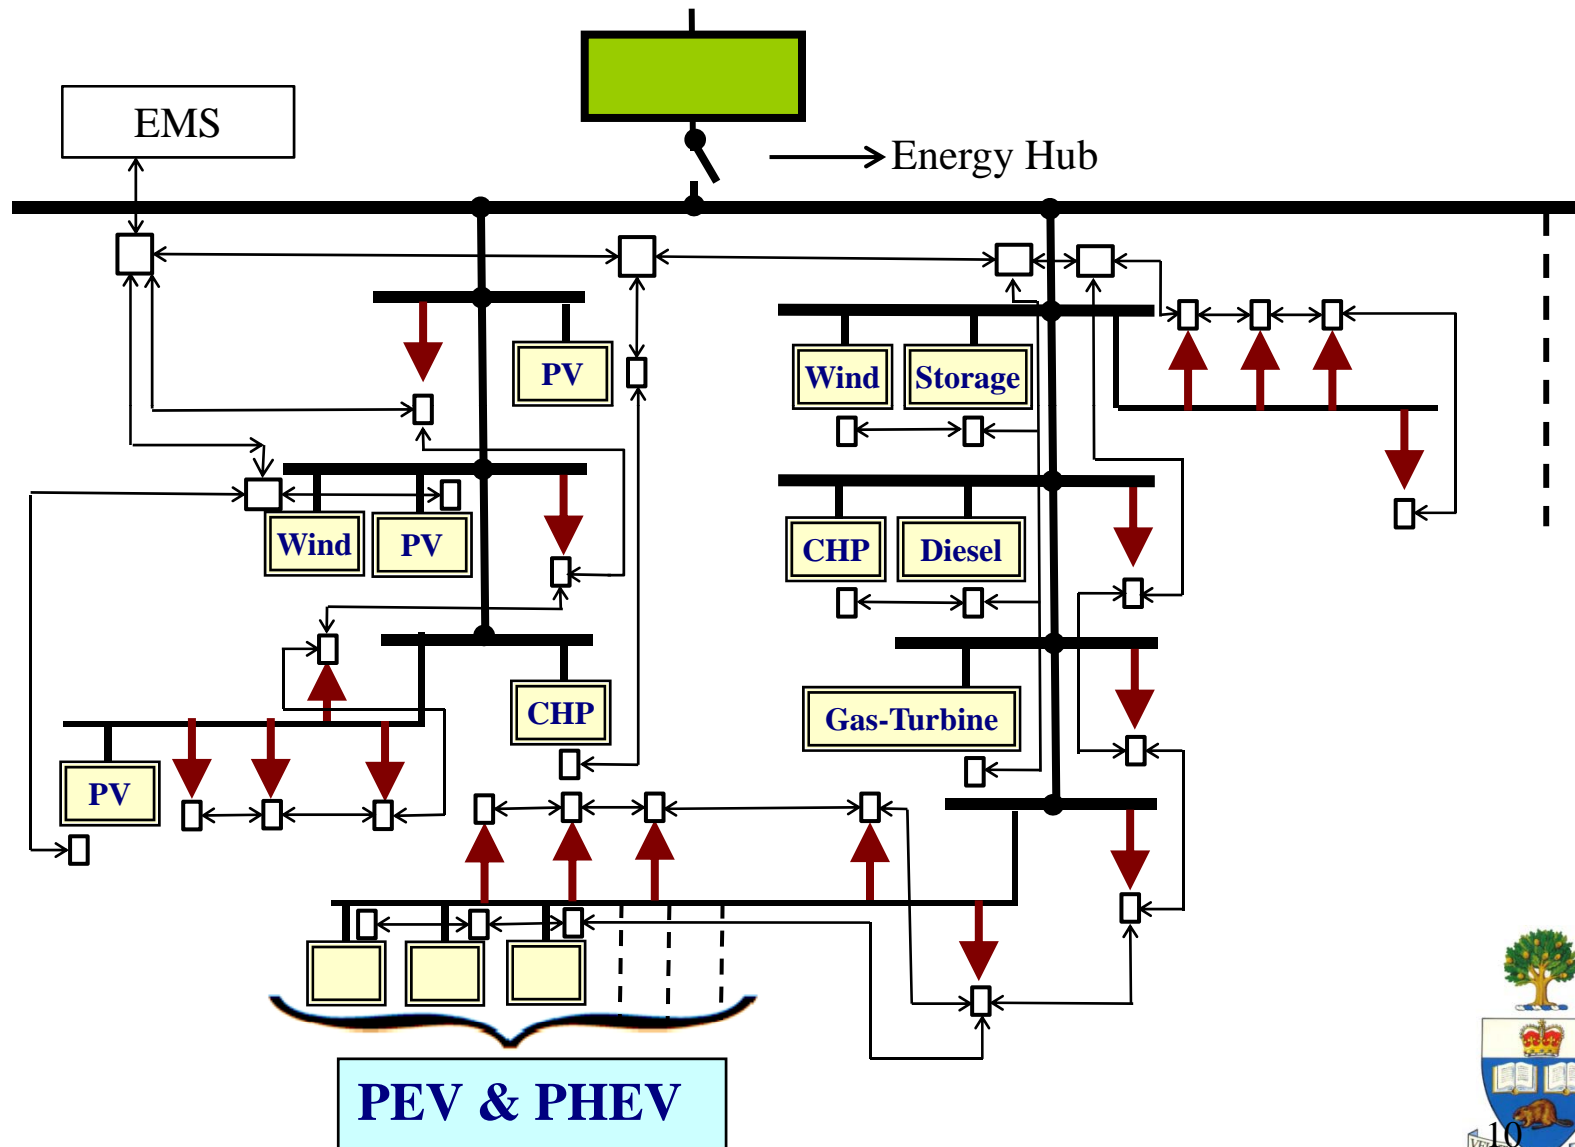 EMS
Energy Hub
PV
Wind
Storage
Wind
PV
CHP
Diesel
CHP
Gas-Turbine
PV
PEV & PHEV
10